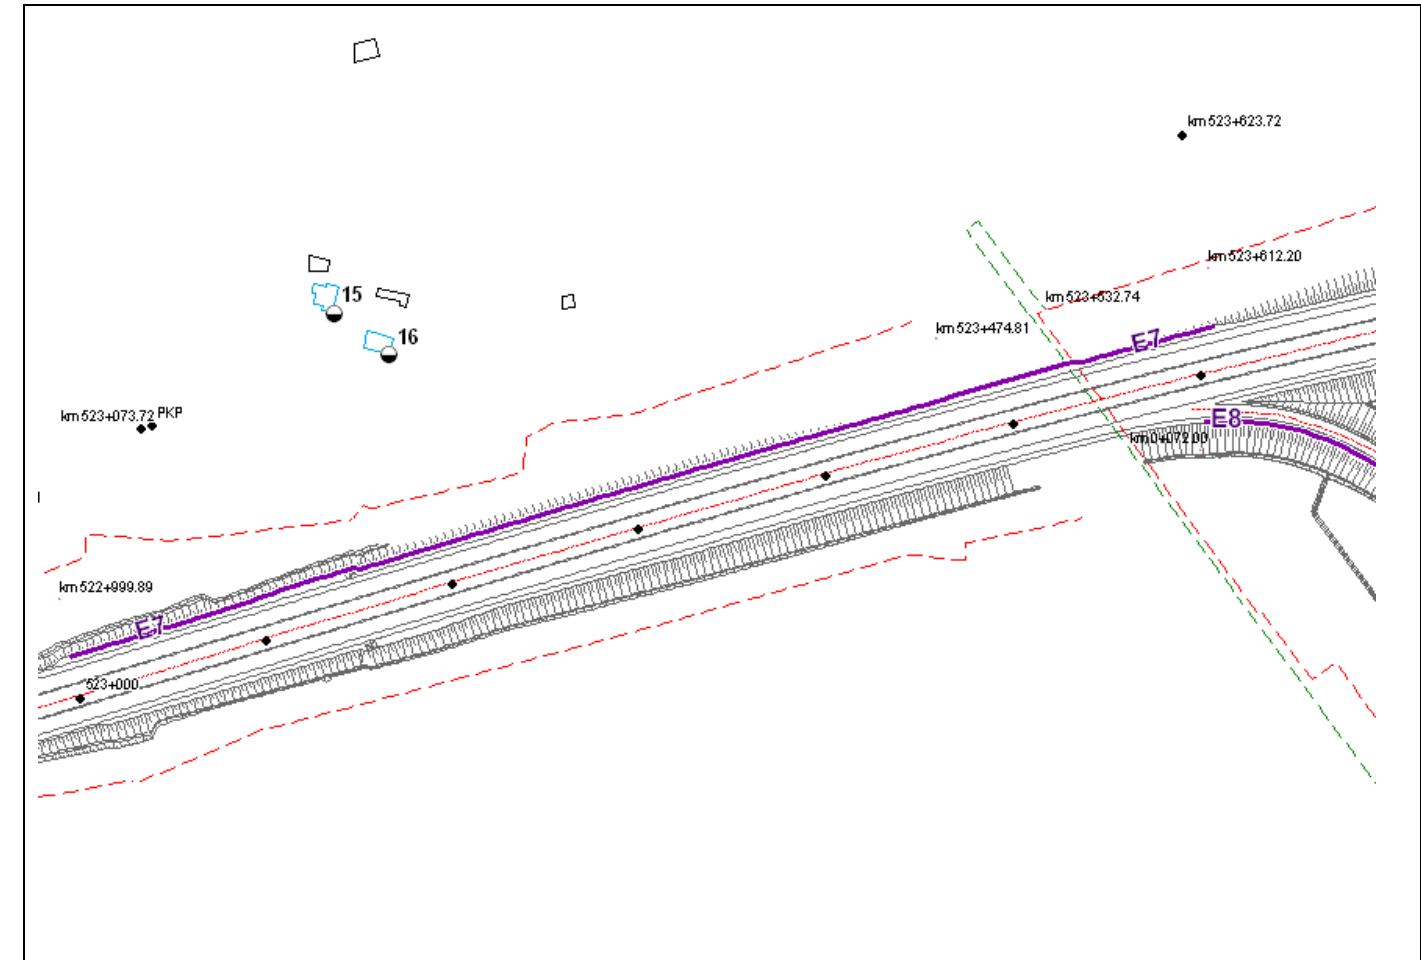 km 523+623.72
km 523+612.20
15
km 523+532.74
16
km 523+474.81
E7
km 523+073.72 PKP
E8
km 0+072.00
km 522+999.89
E7
523+000